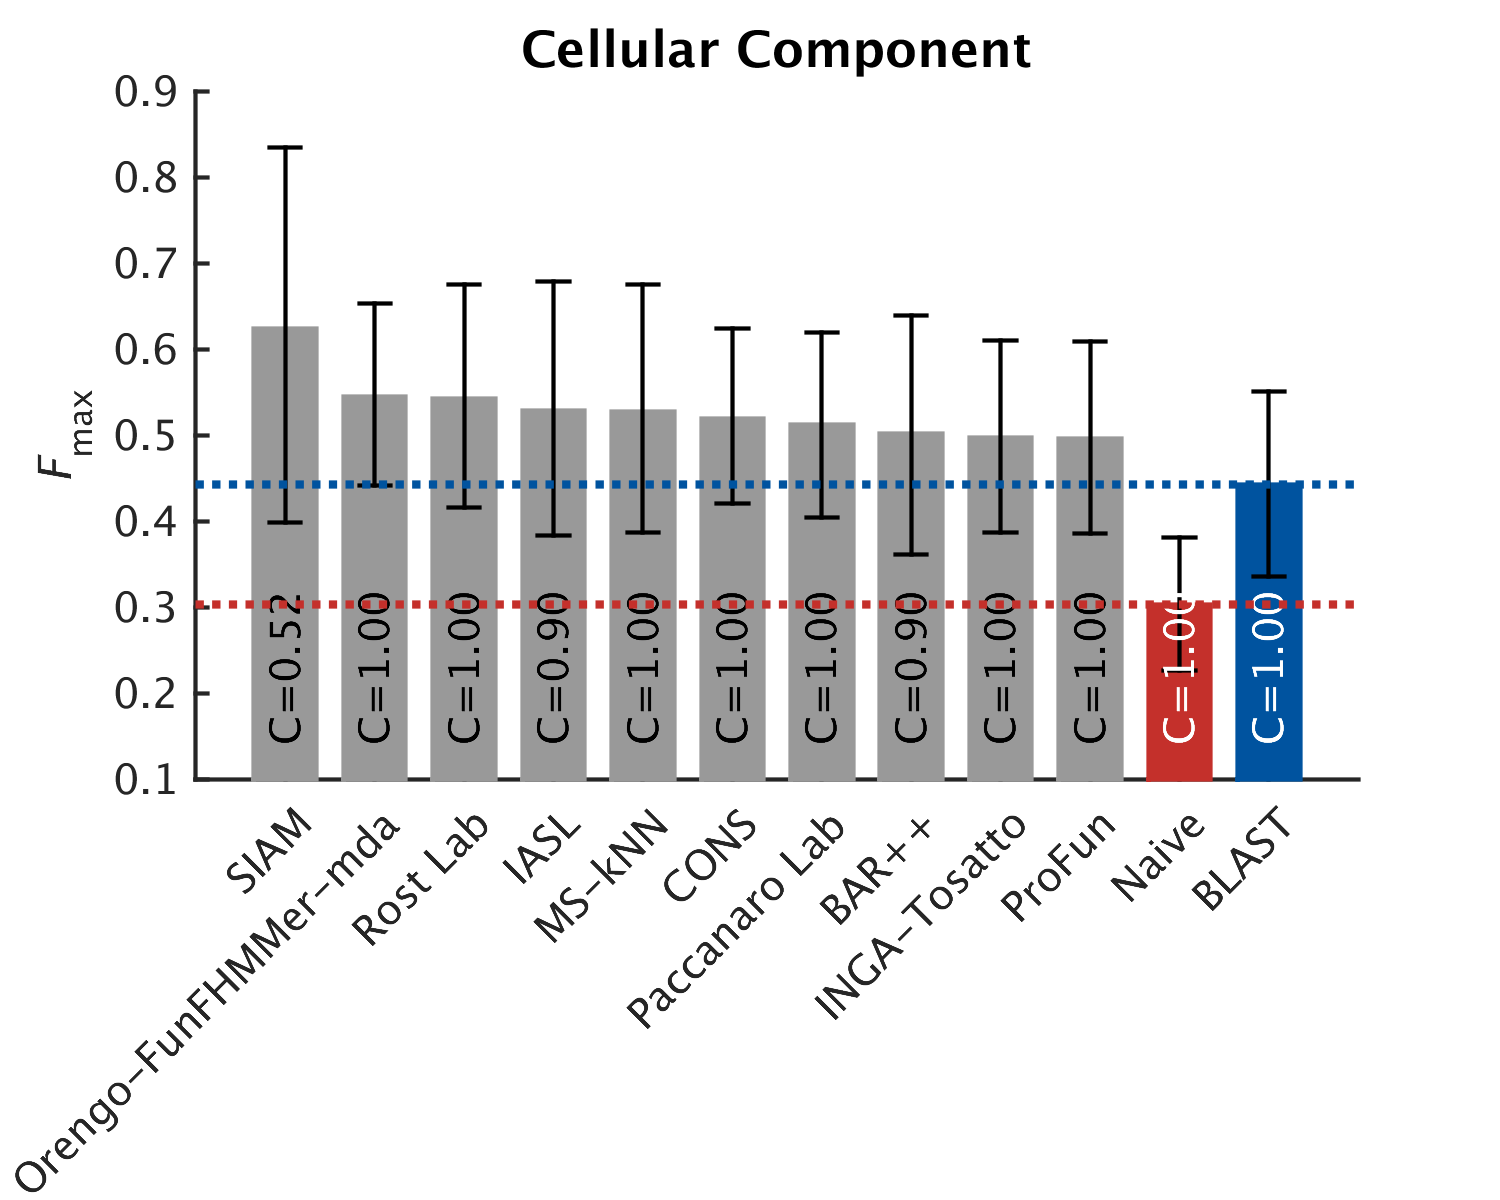 Cellular Component
0.9
0.8
0.7
0.6
0.5
0.4
0.3
0.2
0.1
Fmax
C=0.52
C=1.00
C=1.00
C=0.90
C=1.00
C=1.00
C=1.00
C=0.90
C=1.00
C=1.00
C=1.00
C=1.00
SIAM
Orengo-FunFHMMer-mda
Rost Lab
IASL
MS-kNN
CONS
Paccanaro Lab
BAR++
INGA-Tosatto
ProFun
Naive
BLAST